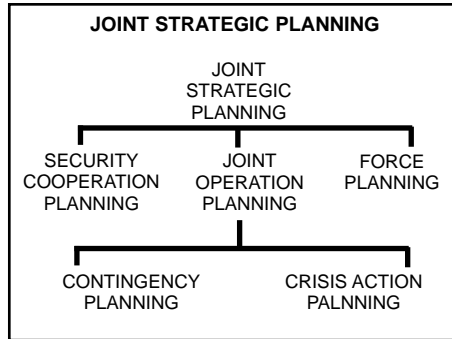 JOINT STRATEGIC PLANNING
JOINT
STRATEGIC
PLANNING
SECURITY
COOPERATION
PLANNING
JOINT
OPERATION
PLANNING
FORCE
PLANNING
CONTINGENCY
PLANNING
CRISIS ACTION
PALNNING